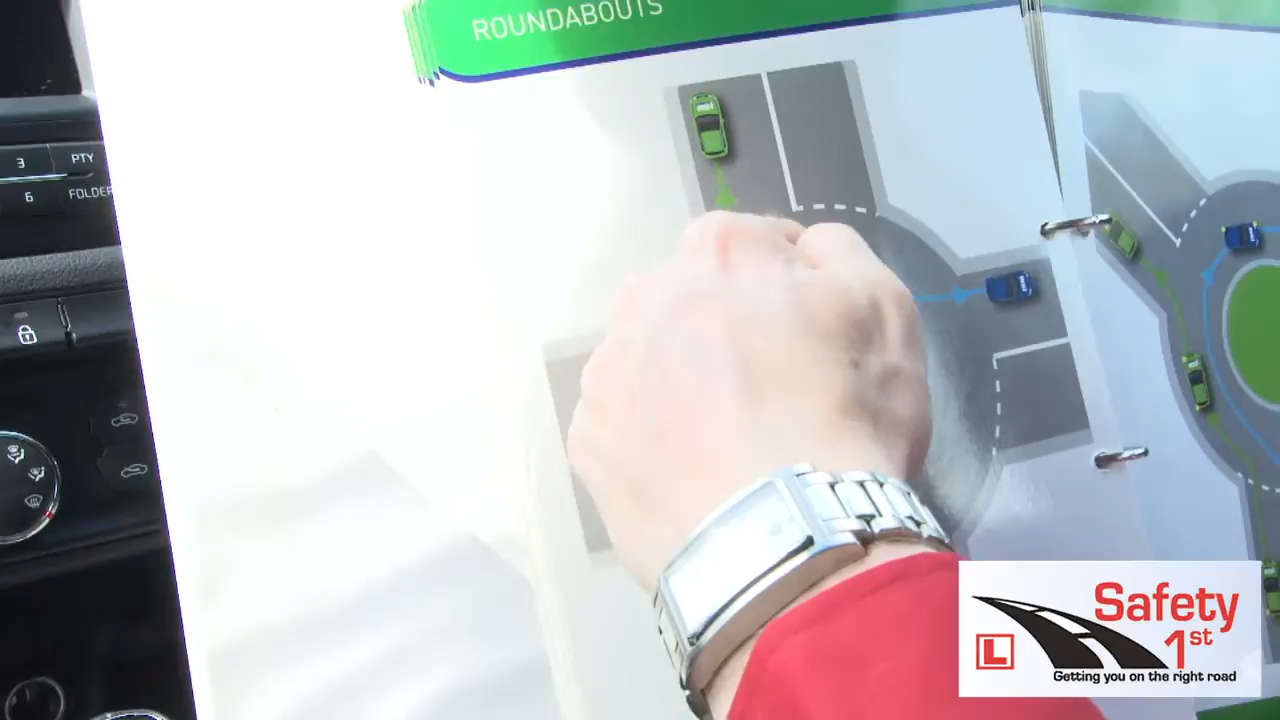 ROUNDABOUTS
3
PTY
6
FOLDER
Safety
1st
L
Getting you on the right road